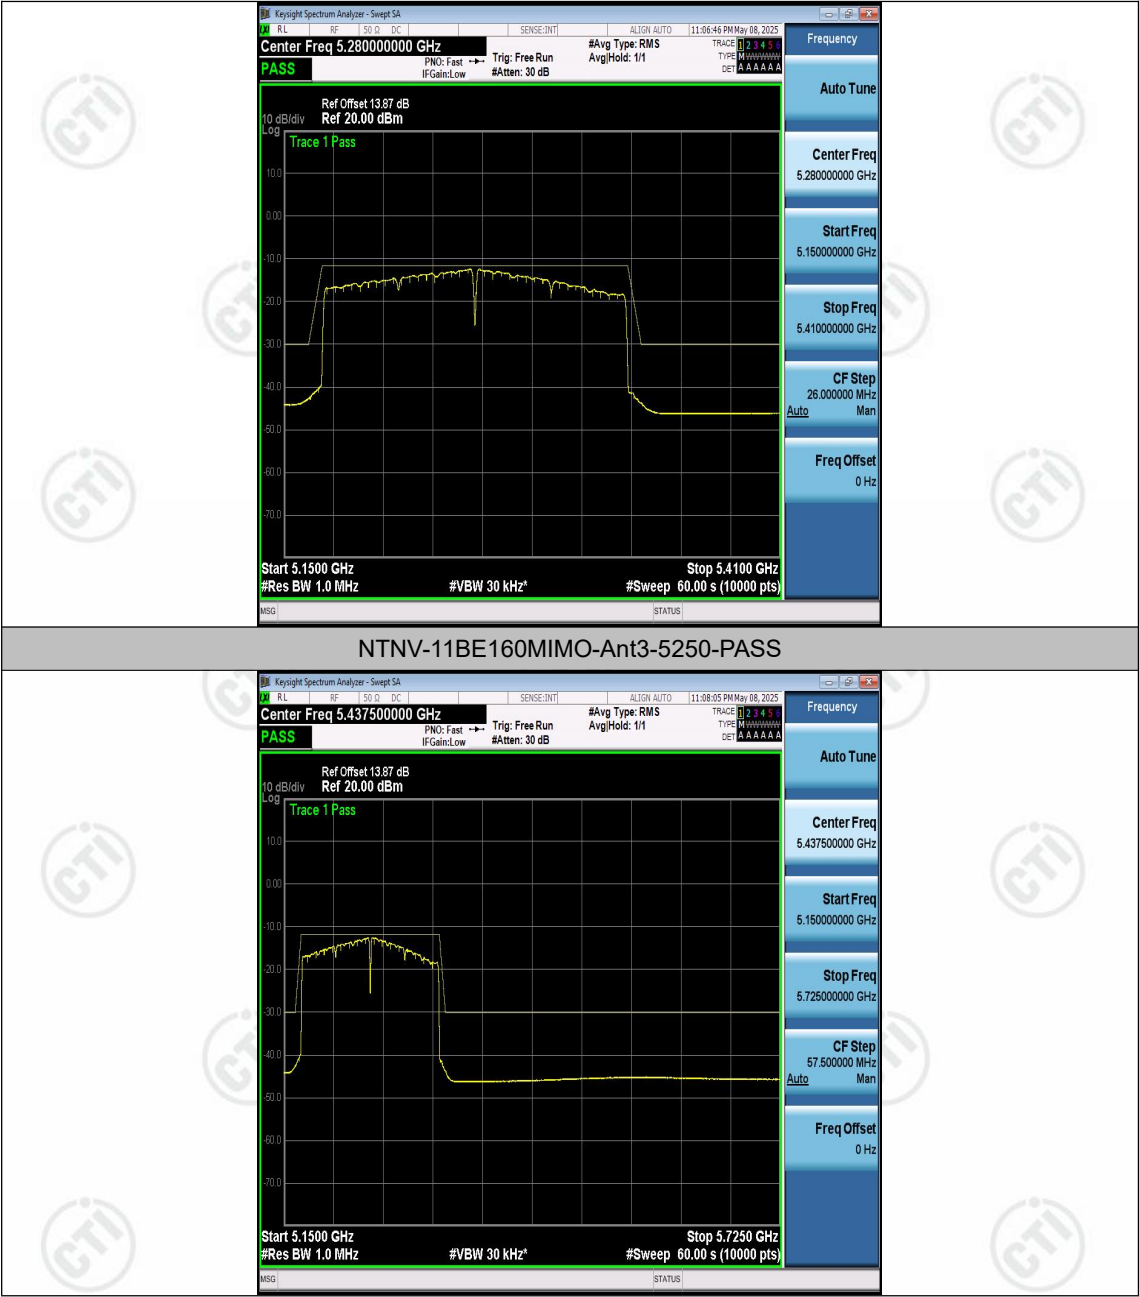 Keysight Spectrum Analyzer - Swept SA
RL RF 50 Ω DC SENSE:INT ALIGN AUTO 11:06:46 PM May 08, 2025
Center Freq 5.280000000 GHz
PASS
PNO: Fast
IFGain:Low
Trig: Free Run
#Atten: 30 dB
#Avg Type: RMS
Avg|Hold: 1/1
TRACE 1 2 3 4 5 6
TYPE M
DET A A A A A A
Frequency
Auto Tune
Center Freq
5.280000000 GHz
Start Freq
5.150000000 GHz
Stop Freq
5.410000000 GHz
CF Step
26.000000 MHz
Auto Man
Freq Offset
0 Hz
Ref Offset 13.87 dB
10 dB/div Ref 20.00 dBm
Log
Trace 1 Pass
10.0
0.00
-10.0
-20.0
-30.0
-40.0
-50.0
-60.0
-70.0
Start 5.1500 GHz Stop 5.4100 GHz
#Res BW 1.0 MHz #VBW 30 kHz* #Sweep 60.00 s (10000 pts)
MSG STATUS
NTNV-11BE160MIMO-Ant3-5250-PASS
Keysight Spectrum Analyzer - Swept SA
RL RF 50 Ω DC SENSE:INT ALIGN AUTO 11:08:05 PM May 08, 2025
Center Freq 5.437500000 GHz
PASS
PNO: Fast
IFGain:Low
Trig: Free Run
#Atten: 30 dB
#Avg Type: RMS
Avg|Hold: 1/1
TRACE 1 2 3 4 5 6
TYPE M
DET A A A A A A
Frequency
Auto Tune
Center Freq
5.437500000 GHz
Start Freq
5.150000000 GHz
Stop Freq
5.725000000 GHz
CF Step
57.500000 MHz
Auto Man
Freq Offset
0 Hz
Ref Offset 13.87 dB
10 dB/div Ref 20.00 dBm
Log
Trace 1 Pass
10.0
0.00
-10.0
-20.0
-30.0
-40.0
-50.0
-60.0
-70.0
Start 5.1500 GHz Stop 5.7250 GHz
#Res BW 1.0 MHz #VBW 30 kHz* #Sweep 60.00 s (10000 pts)
MSG STATUS
CTI
CTI
CTI
CTI
CTI
CTI
CTI
CTI
CTI
CTI
CTI
CTI